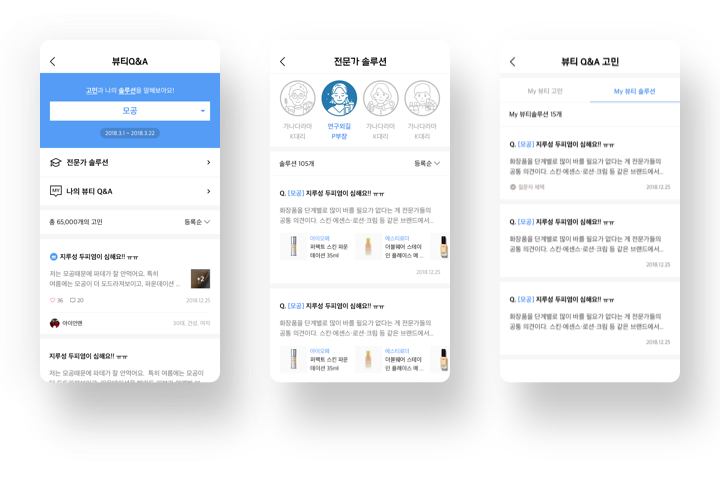 뷰티Q&A
고민과 나의 솔루션을 말해보아요!
모공
2018.3.1 ~ 2018.3.22
전문가 솔루션
MY
나의 뷰티 Q&A
총 65,000개의 고민
등록순
지루성 두피염이 심해요!! ㅠㅠ
저는 모공때문에 파데가 잘 안먹어요. 특히
여름에는 모공이 더 도드라져보이고, 파운데이션 ...
+2
36
20
2018.12.25
아이언맨
30대, 건성, 여자
지루성 두피염이 심해요!! ㅠㅠ
저는 모공때문에 파데가 잘 안먹어요. 특히 여름에는 모공이
전문가 솔루션
가나다라마
K대리
연구외길
P부장
가나다라마
K대리
가나다라마
K대리
솔루션 105개
등록순
Q. [모공] 지루성 두피염이 심해요!! ㅠㅠ
화장품을 단계별로 많이 바를 필요가 없다는 게 전문가들의
공통 의견이다. 스킨·에센스·로션·크림 등 같은 브랜드에서...
아이오페
퍼펙트 스킨 파운
데이션 35ml
에스티로더
더블웨어 스테이
인 플레이스 메 ...
2018.12.25
Q. [모공] 지루성 두피염이 심해요!! ㅠㅠ
화장품을 단계별로 많이 바를 필요가 없다는 게 전문가들의
공통 의견이다. 스킨·에센스·로션·크림 등 같은 브랜드에서...
아이오페
퍼펙트 스킨 파운
데이션 35ml
에스티로더
더블웨어 스테이
인 플레이스 메 ...
뷰티 Q&A 고민
My 뷰티 고민
My 뷰티 솔루션
My 뷰티솔루션 15개
Q. [모공] 지루성 두피염이 심해요!! ㅠㅠ
화장품을 단계별로 많이 바를 필요가 없다는 게 전문가들의
공통 의견이다. 스킨·에센스·로션·크림 등 같은 브랜드에서...
질문자 채택
2018.12.25
Q. [모공] 지루성 두피염이 심해요!! ㅠㅠ
화장품을 단계별로 많이 바를 필요가 없다는 게 전문가들의
공통 의견이다. 스킨·에센스·로션·크림 등 같은 브랜드에서...
2018.12.25
Q. [모공] 지루성 두피염이 심해요!! ㅠㅠ
화장품을 단계별로 많이 바를 필요가 없다는 게 전문가들의
공통 의견이다. 스킨·에센스·로션·크림 등 같은 브랜드에서...
2018.12.25